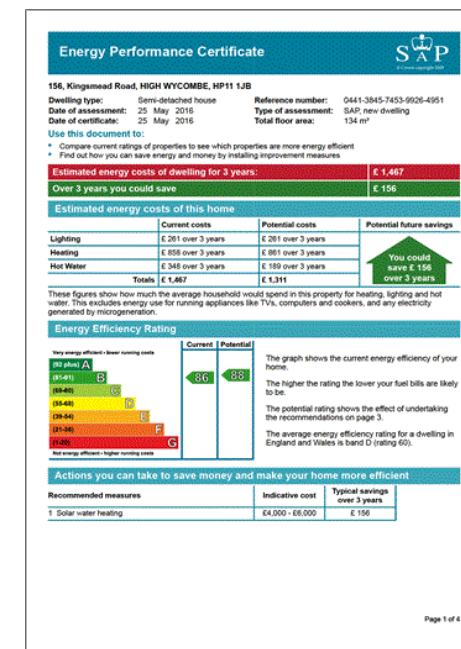 Energy Performance Certificate
SAP
© Crown copyright 2009
156, Kingsmead Road, HIGH WYCOMBE, HP11 1JB
Dwelling type: Semi-detached house Reference number: 0441-3845-7453-9926-4951
Date of assessment: 25 May 2016 Type of assessment: SAP, new dwelling
Date of certificate: 25 May 2016 Total floor area: 134 m²
Use this document to:
• Compare current ratings of properties to see which properties are more energy efficient
• Find out how you can save energy and money by installing improvement measures
Estimated energy costs of dwelling for 3 years: £ 1,467
Over 3 years you could save £ 156
Estimated energy costs of this home
Current costs Potential costs Potential future savings
Lighting £ 261 over 3 years £ 261 over 3 years
Heating £ 858 over 3 years £ 861 over 3 years
Hot Water £ 348 over 3 years £ 189 over 3 years
Totals £ 1,467 £ 1,311
You could
save £ 156
over 3 years
These figures show how much the average household would spend in this property for heating, lighting and hot
water. This excludes energy use for running appliances like TVs, computers and cookers, and any electricity
generated by microgeneration.
Energy Efficiency Rating
Current Potential
Very energy efficient - lower running costs
(92 plus) A
(81-91) B
(69-80) C
(55-68) D
(39-54) E
(21-38) F
(1-20) G
Not energy efficient - higher running costs
86 88
The graph shows the current energy efficiency of your
home.
The higher the rating the lower your fuel bills are likely
to be.
The potential rating shows the effect of undertaking
the recommendations on page 3.
The average energy efficiency rating for a dwelling in
England and Wales is band D (rating 60).
Actions you can take to save money and make your home more efficient
Recommended measures Indicative cost Typical savings
over 3 years
1 Solar water heating £4,000 - £6,000 £ 156
Page 1 of 4